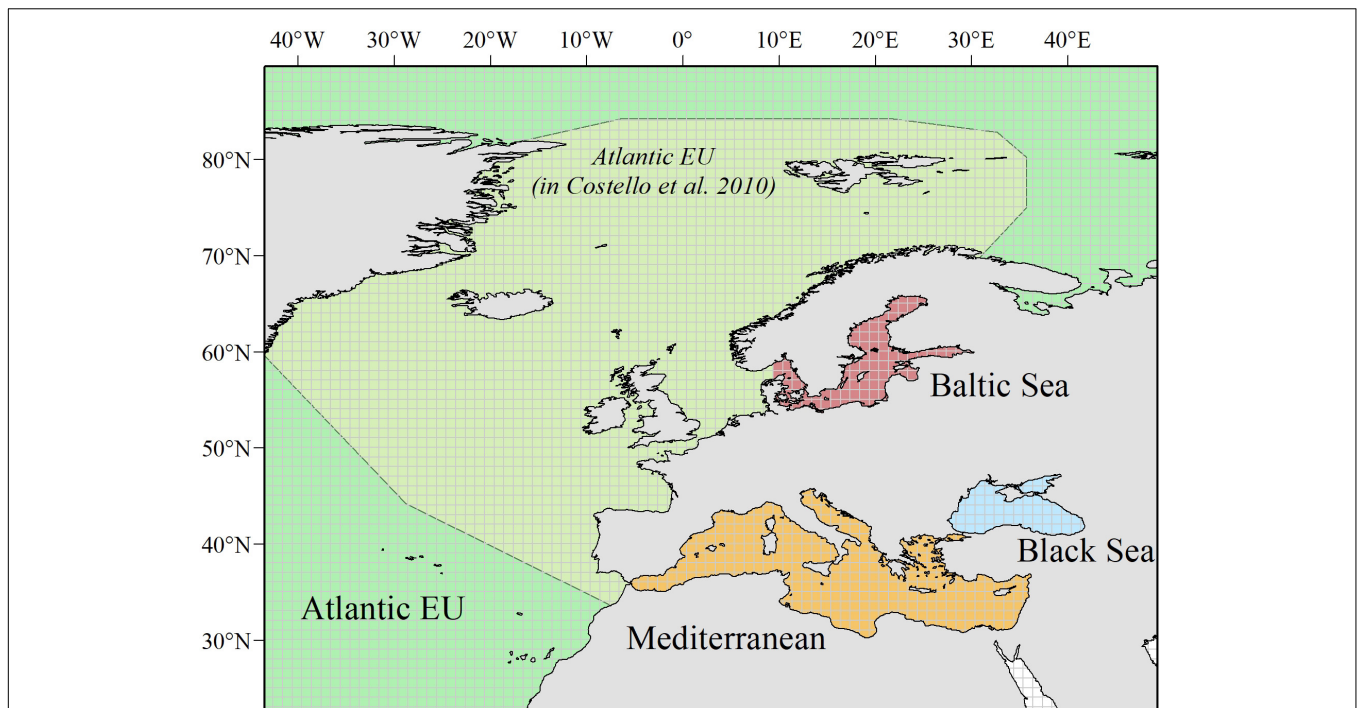 40°W 30°W 20°W 10°W 0° 10°E 20°E 30°E 40°E
80°N
Atlantic EU
(in Costello et al. 2010)
70°N
60°N
Baltic Sea
50°N
40°N
Black Sea
Atlantic EU
30°N
Mediterranean